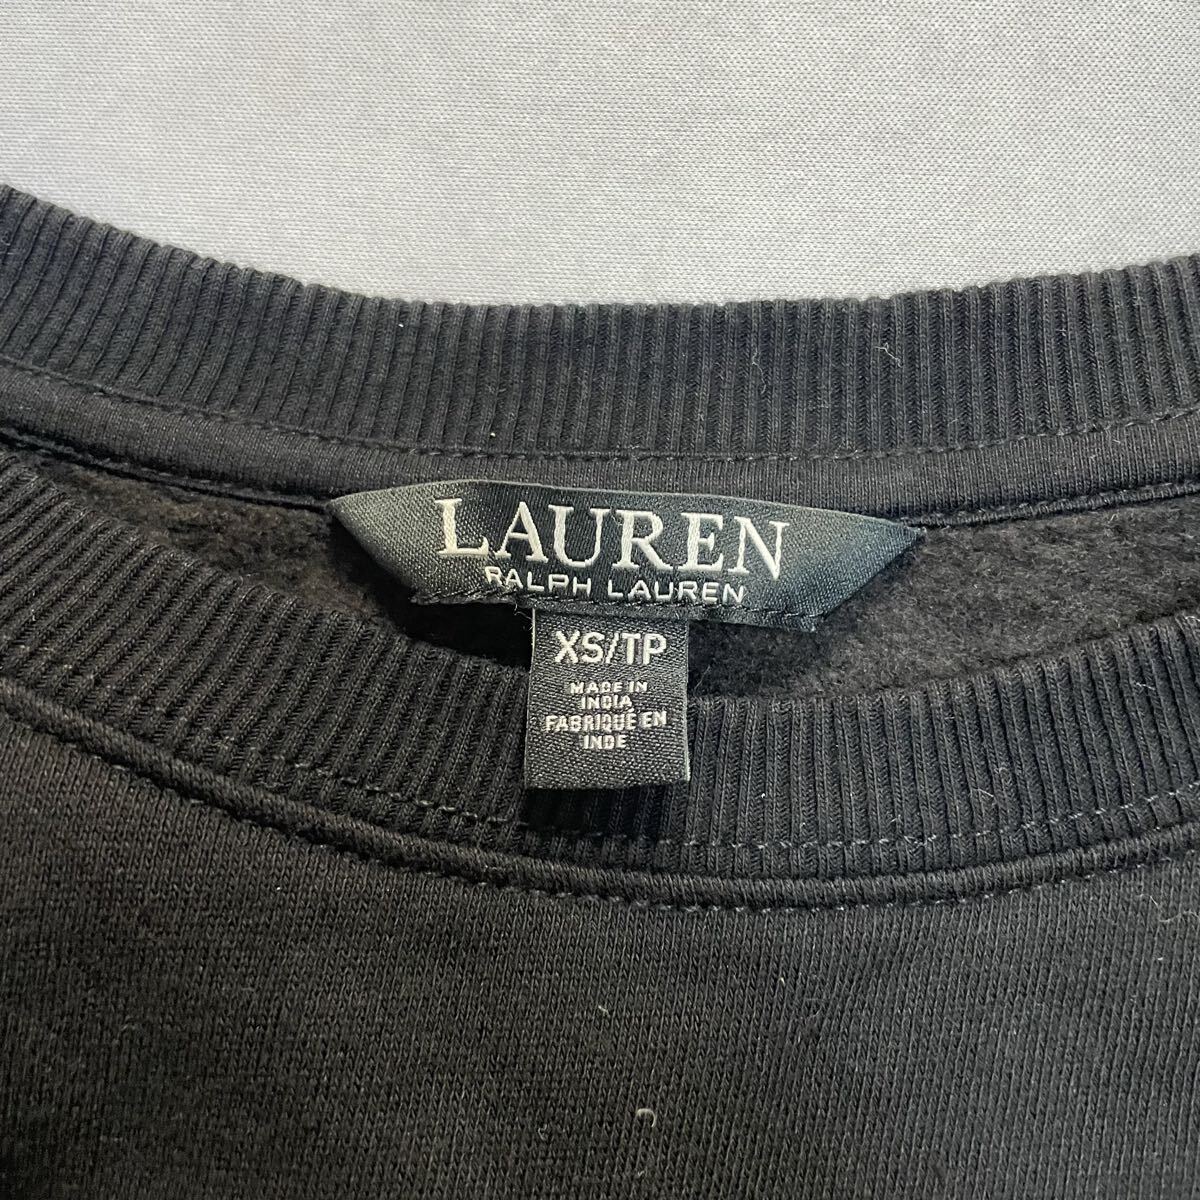 LAUREN
RALPH LAUREN
XS/TP
MADE IN
INDIA
FABRIQUE EN
INDE